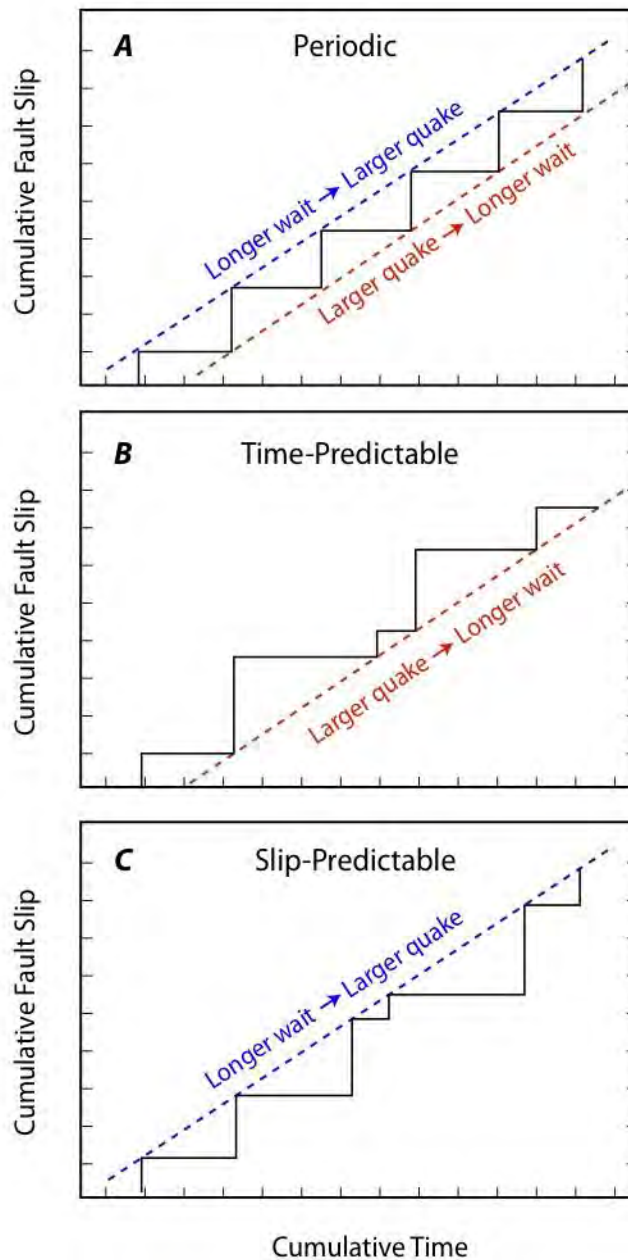 A
Periodic
Cumulative Fault Slip
Longer wait → Larger quake
Larger quake → Longer wait
B
Time-Predictable
Cumulative Fault Slip
Larger quake → Longer wait
C
Slip-Predictable
Cumulative Fault Slip
Longer wait → Larger quake
Cumulative Time